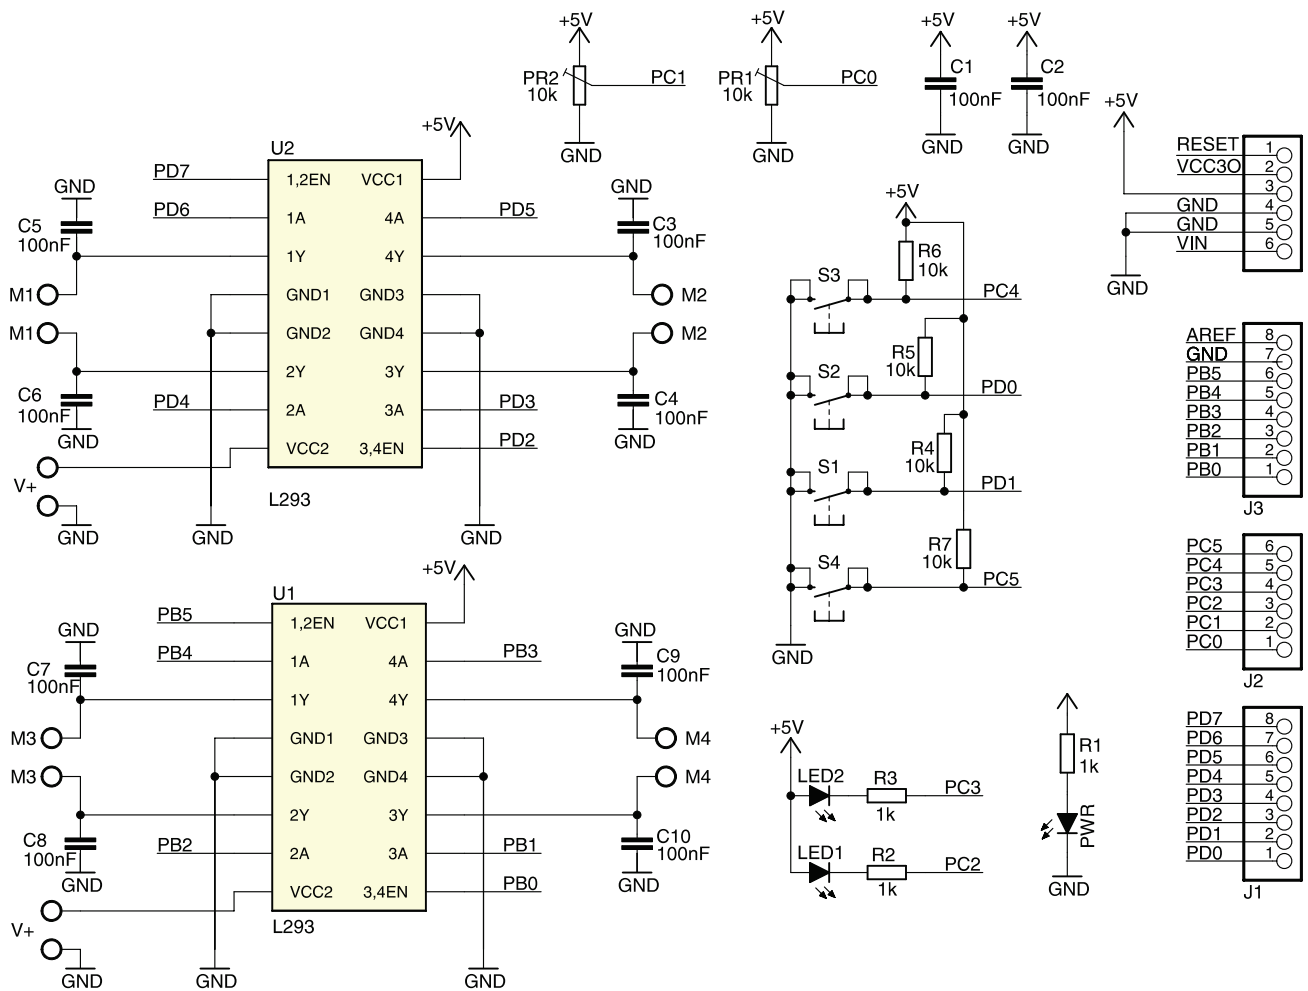 +5V
PR2
10k
PC1
GND
+5V
PR1
10k
PC0
GND
+5V
C1
100nF
GND
+5V
C2
100nF
GND
U2
+5V
PD7
1,2EN
VCC1
GND
PD6
1A
4A
PD5
GND
C5
100nF
C3
100nF
1Y
4Y
M1
GND1
GND3
M2
M1
GND2
GND4
M2
2Y
3Y
C6
100nF
PD4
2A
3A
PD3
C4
100nF
GND
VCC2
3,4EN
PD2
GND
V+
GND
L293
GND
GND
U1
+5V
PB5
1,2EN
VCC1
GND
PB4
1A
4A
PB3
GND
C7
100nF
C9
100nF
1Y
4Y
M3
GND1
GND3
M4
M3
GND2
GND4
M4
2Y
3Y
C8
100nF
PB2
2A
3A
PB1
C10
100nF
GND
VCC2
3,4EN
PB0
GND
V+
GND
L293
GND
GND
+5V
R6
10k
S3
PC4
R5
10k
S2
PD0
R4
10k
S1
PD1
R7
10k
S4
PC5
GND
+5V
LED2
R3
1k
PC3
LED1
R2
1k
PC2
R1
1k
PWR
GND
+5V
RESET 1
VCC3O 2
3
GND 4
GND 5
VIN 6
GND
AREF 8
GND 7
PB5 6
PB4 5
PB3 4
PB2 3
PB1 2
PB0 1
J3
PC5 6
PC4 5
PC3 4
PC2 3
PC1 2
PC0 1
J2
PD7 8
PD6 7
PD5 6
PD4 5
PD3 4
PD2 3
PD1 2
PD0 1
J1